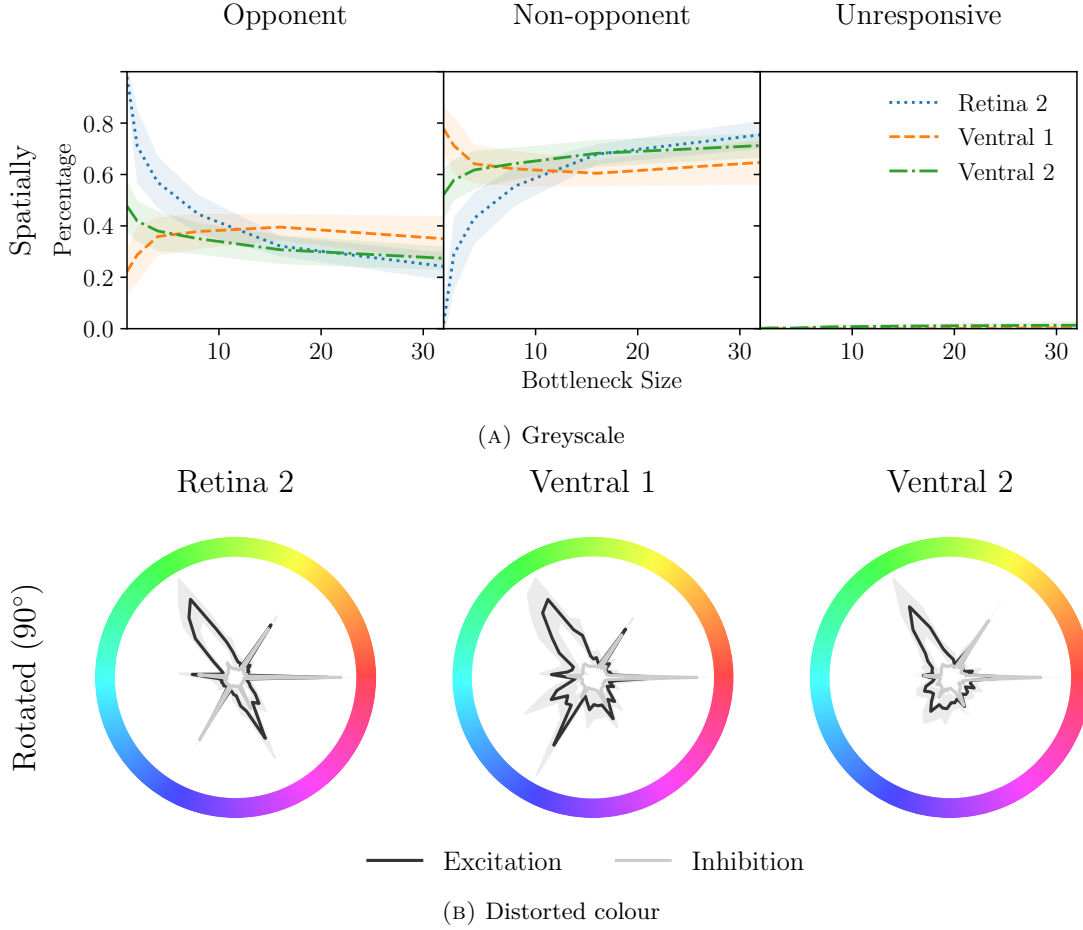 Opponent
Non-opponent
Unresponsive
Spatially
Percentage
0.8
0.6
0.4
0.2
0.0
Retina 2
Ventral 1
Ventral 2
10 20 30
10 20 30
10 20 30
Bottleneck Size
(A) Greyscale
Retina 2
Ventral 1
Ventral 2
Rotated (90°)
Excitation
Inhibition
(B) Distorted colour